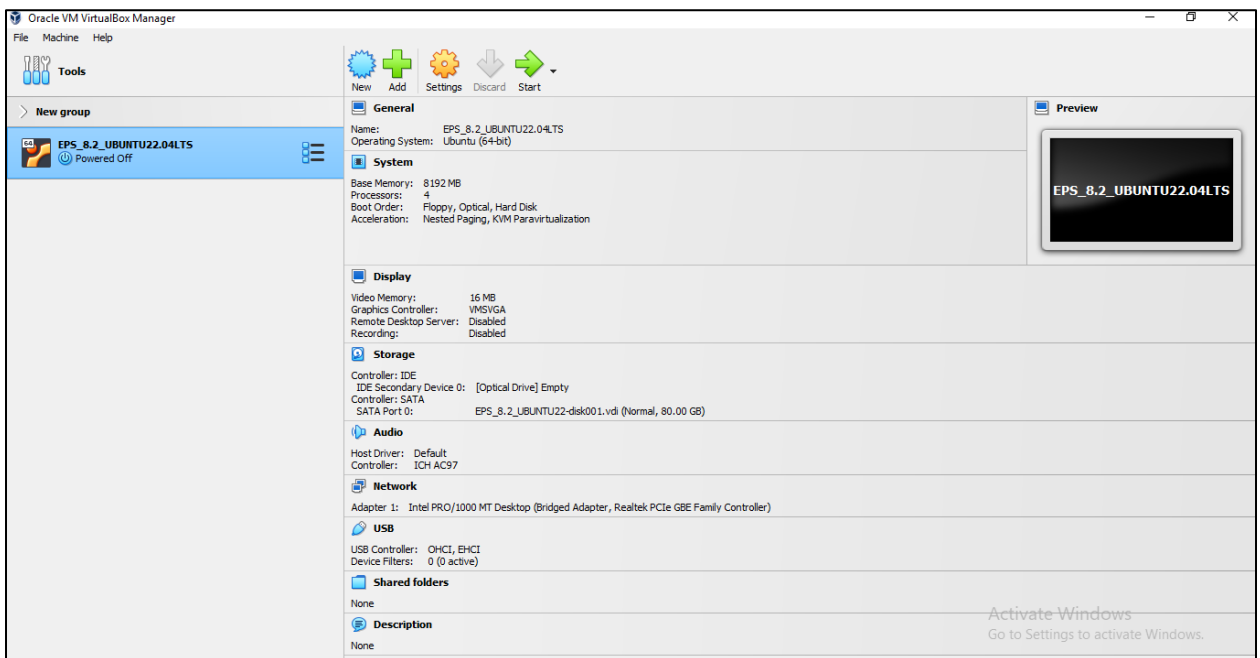 Oracle VM VirtualBox Manager
File Machine Help
Tools
New Add Settings Discard Start
New group
64
EPS_8.2_UBUNTU22.04LTS
Powered Off
General
Name: EPS_8.2_UBUNTU22.04LTS
Operating System: Ubuntu (64-bit)
System
Base Memory: 8192 MB
Processors: 4
Boot Order: Floppy, Optical, Hard Disk
Acceleration: Nested Paging, KVM Paravirtualization
Preview
EPS_8.2_UBUNTU22.04LTS
Display
Video Memory: 16 MB
Graphics Controller: VMSVGA
Remote Desktop Server: Disabled
Recording: Disabled
Storage
Controller: IDE
IDE Secondary Device 0: [Optical Drive] Empty
Controller: SATA
SATA Port 0: EPS_8.2_UBUNTU22-disk001.vdi (Normal, 80.00 GB)
Audio
Host Driver: Default
Controller: ICH AC97
Network
Adapter 1: Intel PRO/1000 MT Desktop (Bridged Adapter, Realtek PCIe GBE Family Controller)
USB
USB Controller: OHCI, EHCI
Device Filters: 0 (0 active)
Shared folders
None
Description
None
Activate Windows
Go to Settings to activate Windows.